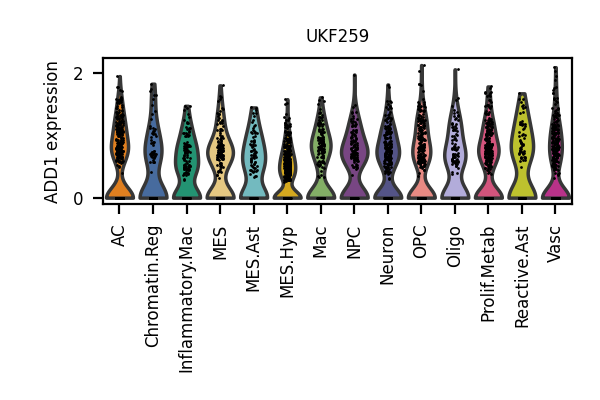 UKF259
ADD1 expression
2
0
AC
Chromatin.Reg
Inflammatory.Mac
MES
MES.Ast
MES.Hyp
Mac
NPC
Neuron
OPC
Oligo
Prolif.Metab
Reactive.Ast
Vasc